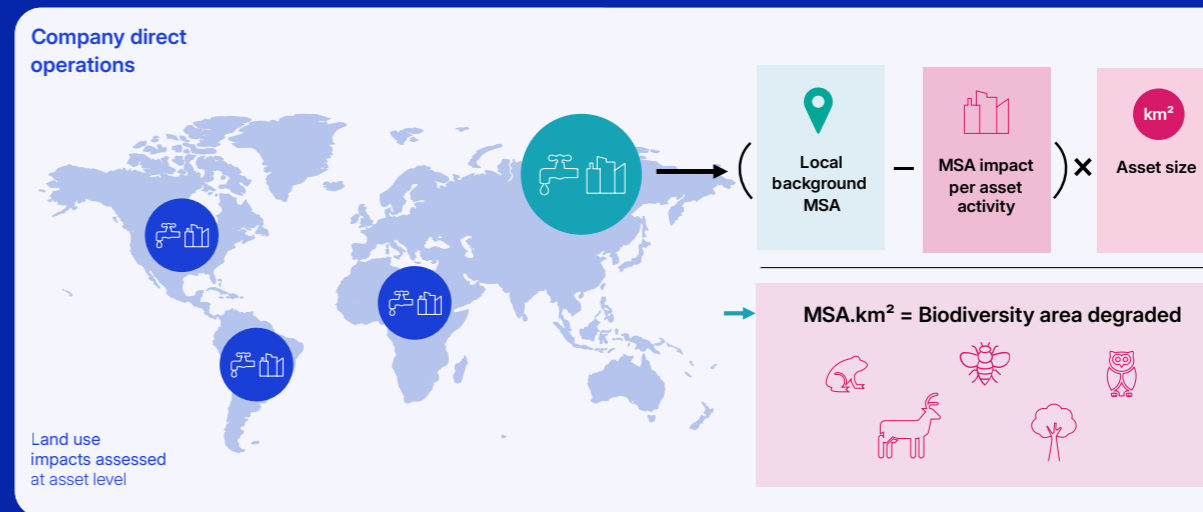 Company direct
operations
Land use
impacts assessed
at asset level
(
Local
background
MSA
−
MSA impact
per asset
activity
)
×
km²
Asset size
MSA.km² = Biodiversity area degraded